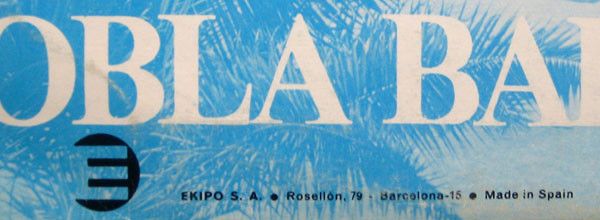 OBLA BA
EKIPO S. A. ● Rosellón, 79 - Barcelona-15 ● Made in Spain